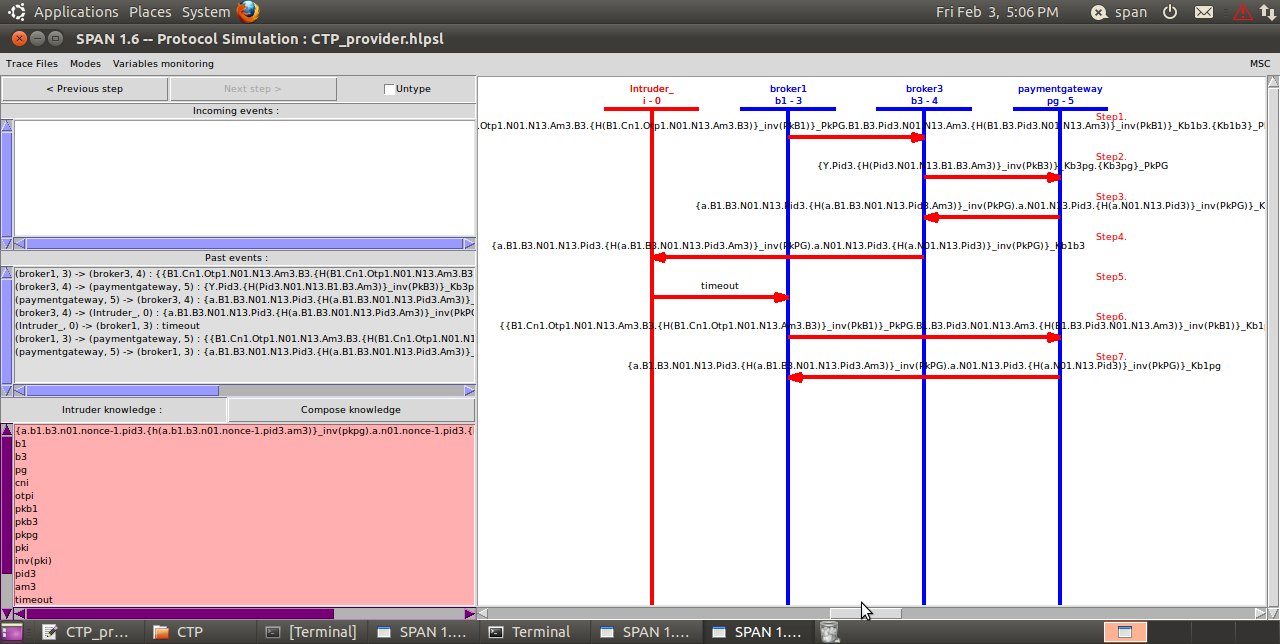 Applications Places System Fri Feb 3, 5:06 PM span
SPAN 1.6 -- Protocol Simulation : CTP_provider.hlpsl
Trace Files Modes Variables monitoring MSC
< Previous step Next step > Untype
Incoming events :
Past events :
(broker1, 3) -> (broker3, 4) : {{B1.Cn1.Otp1.N01.N13.Am3.B3.{H(B1.Cn1.Otp1.N01.N13.Am3.B3
(broker3, 4) -> (paymentgateway, 5) : {Y.Pid3.{H(Pid3.N01.N13.B1.B3.Am3)}_inv(PkB3)}_Kb3p
(paymentgateway, 5) -> (broker3, 4) : {a.B1.B3.N01.N13.Pid3.{H(a.B1.B3.N01.N13.Pid3.Am3)}_
(broker3, 4) -> (Intruder_, 0) : {a.B1.B3.N01.N13.Pid3.{H(a.B1.B3.N01.N13.Pid3.Am3)}_inv(PkPG
(Intruder_, 0) -> (broker1, 3) : timeout
(broker1, 3) -> (paymentgateway, 5) : {{B1.Cn1.Otp1.N01.N13.Am3.B3.{H(B1.Cn1.Otp1.N01.N1
(paymentgateway, 5) -> (broker1, 3) : {a.B1.B3.N01.N13.Pid3.{H(a.B1.B3.N01.N13.Pid3.Am3)}_
Intruder knowledge : Compose knowledge
{a.b1.b3.n01.nonce-1.pid3.{h(a.b1.b3.n01.nonce-1.pid3.am3)}_inv(pkpg).a.n01.nonce-1.pid3.{
b1
b3
pg
cni
otpi
pkb1
pkb3
pkpg
pki
inv(pki)
pid3
am3
timeout
Intruder_ broker1 broker3 paymentgateway
i - 0 b1 - 3 b3 - 4 pg - 5
Step1.
.Otp1.N01.N13.Am3.B3.{H(B1.Cn1.Otp1.N01.N13.Am3.B3)}_inv(PkB1)}_PkPG.B1.B3.Pid3.N01.N13.Am3.{H(B1.B3.Pid3.N01.N13.Am3)}_inv(PkB1)}_Kb1b3.{Kb1b3}_P
Step2.
{Y.Pid3.{H(Pid3.N01.N13.B1.B3.Am3)}_inv(PkB3)}_Kb3pg.{Kb3pg}_PkPG
Step3.
{a.B1.B3.N01.N13.Pid3.{H(a.B1.B3.N01.N13.Pid3.Am3)}_inv(PkPG).a.N01.N13.Pid3.{H(a.N01.N13.Pid3)}_inv(PkPG)}_K
Step4.
{a.B1.B3.N01.N13.Pid3.{H(a.B1.B3.N01.N13.Pid3.Am3)}_inv(PkPG).a.N01.N13.Pid3.{H(a.N01.N13.Pid3)}_inv(PkPG)}_Kb1b3
Step5.
timeout
Step6.
{{B1.Cn1.Otp1.N01.N13.Am3.B3.{H(B1.Cn1.Otp1.N01.N13.Am3.B3)}_inv(PkB1)}_PkPG.B1.B3.Pid3.N01.N13.Am3.{H(B1.B3.Pid3.N01.N13.Am3)}_inv(PkB1)}_Kb1
Step7.
{a.B1.B3.N01.N13.Pid3.{H(a.B1.B3.N01.N13.Pid3.Am3)}_inv(PkPG).a.N01.N13.Pid3.{H(a.N01.N13.Pid3)}_inv(PkPG)}_Kb1pg
CTP_pr... CTP [Terminal] SPAN 1.... Terminal SPAN 1.... SPAN 1....